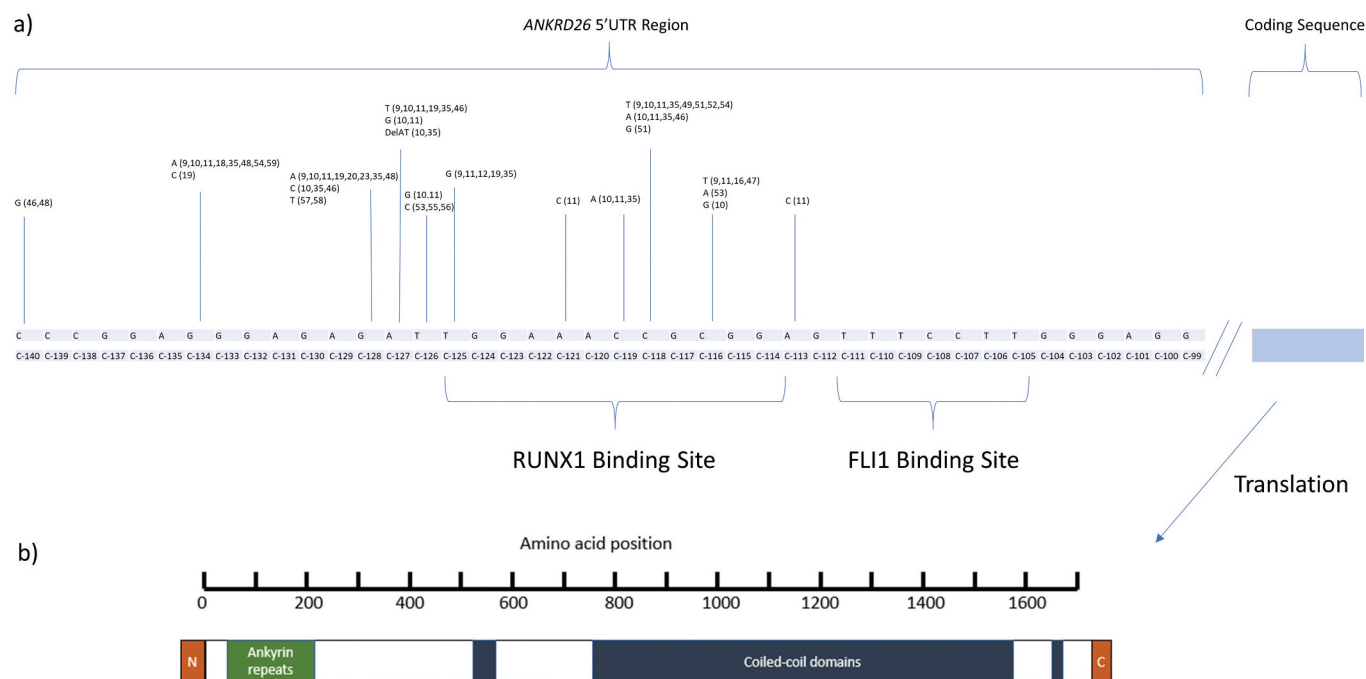 a)
ANKRD26 5'UTR Region
Coding Sequence
T (9,10,11,19,35,46)
G (10,11)
DelAT (10,35)
T (9,10,11,35,49,51,52,54)
A (10,11,35,46)
G (51)
A (9,10,11,18,35,48,54,59)
C (19)
A (9,10,11,19,20,23,35,48)
C (10,35,46)
T (57,58)
G (9,11,12,19,35)
T (9,11,16,47)
A (53)
G (10)
G (46,48)
G (10.11)
C (53,55,56)
C (11)
A (10,11,35)
C (11)
C C C G G A G G G A G A G A T T G G A A A C C G C G G A G T T T C C T T G G G A G G
C-140 C-139 C-138 C-137 C-136 C-135 C-134 C-133 C-132 C-131 C-130 C-129 C-128 C-127 C-126 C-125 C-124 C-123 C-122 C-121 C-120 C-119 C-118 C-117 C-116 C-115 C-114 C-113 C-112 C-111 C-110 C-109 C-108 C-107 C-106 C-105 C-104 C-103 C-102 C-101 C-100 C-99
RUNX1 Binding Site
FLI1 Binding Site
Translation
b)
Amino acid position
0 200 400 600 800 1000 1200 1400 1600
N
Ankyrin
repeats
Coiled-coil domains
C